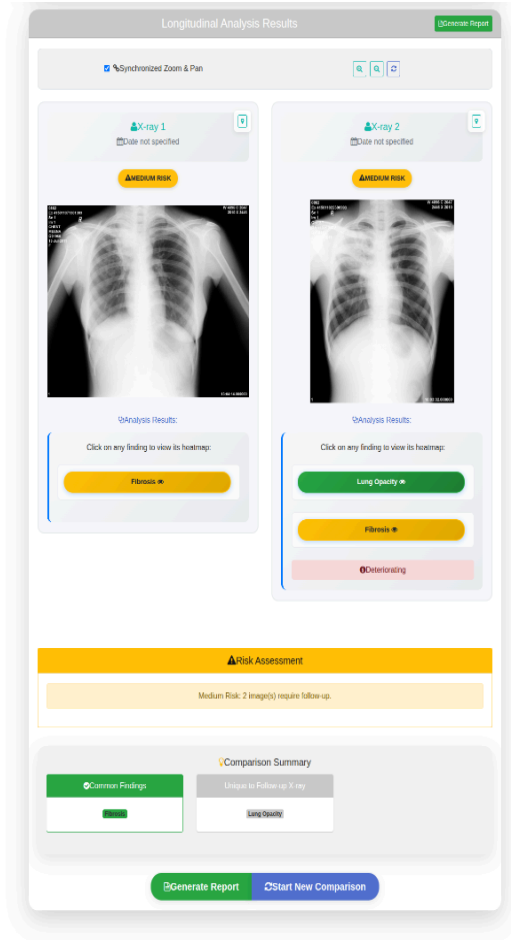 Longitudinal Analysis Results
Generate Report
Synchronized Zoom & Pan
X-ray 1
Date not specified
MEDIUM RISK
Analysis Results:
Click on any finding to view its heatmap:
Fibrosis
X-ray 2
Date not specified
MEDIUM RISK
Analysis Results:
Click on any finding to view its heatmap:
Lung Opacity
Fibrosis
Deteriorating
Risk Assessment
Medium Risk: 2 image(s) require follow-up.
Comparison Summary
Common Findings
Fibrosis
Unique to Follow up X ray
Lung Opacity
Generate Report
Start New Comparison